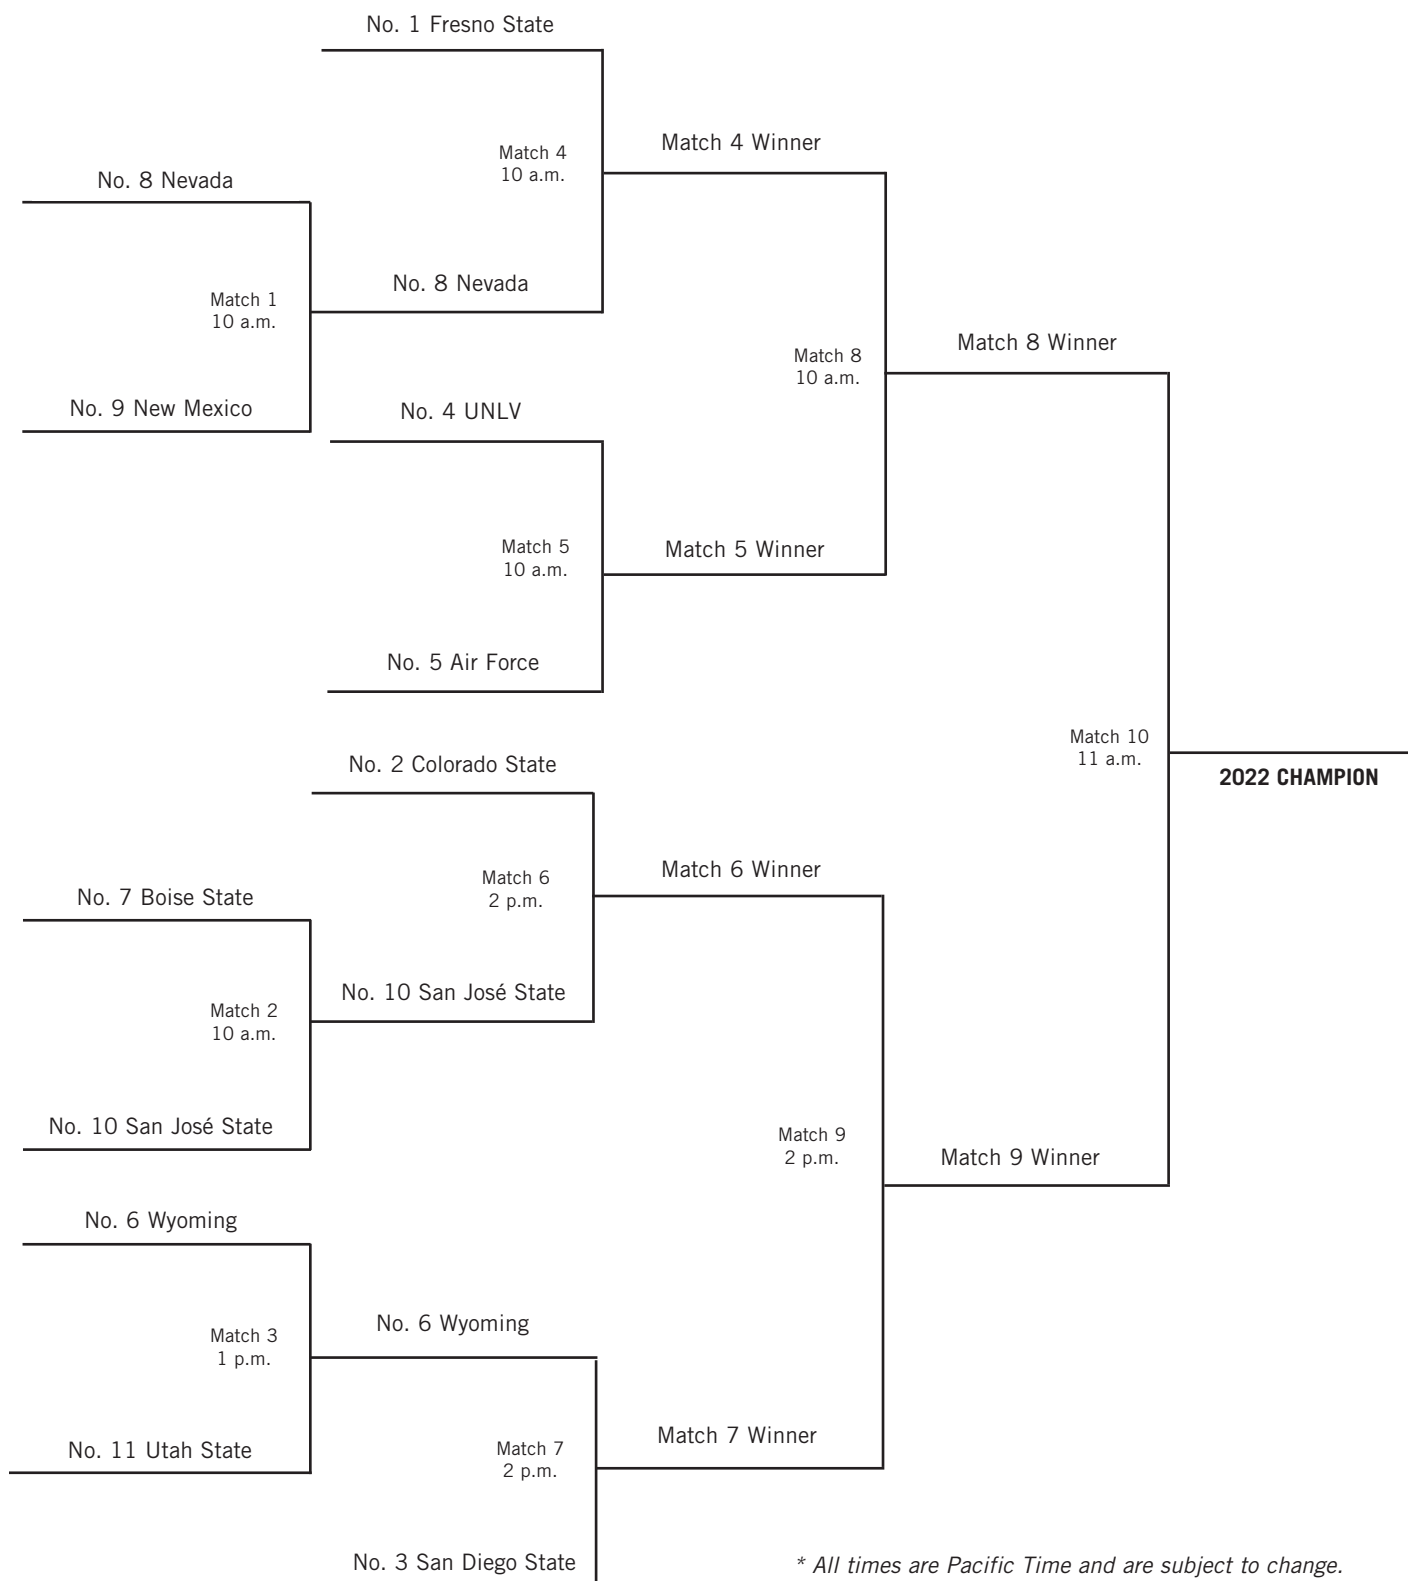 No. 1 Fresno State
Match 4
10 a.m.
Match 4 Winner
No. 8 Nevada
Match 1
10 a.m.
No. 8 Nevada
No. 9 New Mexico
No. 4 UNLV
Match 8
10 a.m.
Match 8 Winner
Match 5
10 a.m.
Match 5 Winner
No. 5 Air Force
Match 10
11 a.m.
2022 CHAMPION
No. 2 Colorado State
Match 6
2 p.m.
Match 6 Winner
No. 7 Boise State
Match 2
10 a.m.
No. 10 San José State
No. 10 San José State
Match 9
2 p.m.
Match 9 Winner
No. 6 Wyoming
Match 3
1 p.m.
No. 6 Wyoming
No. 11 Utah State
Match 7
2 p.m.
Match 7 Winner
No. 3 San Diego State
* All times are Pacific Time and are subject to change.